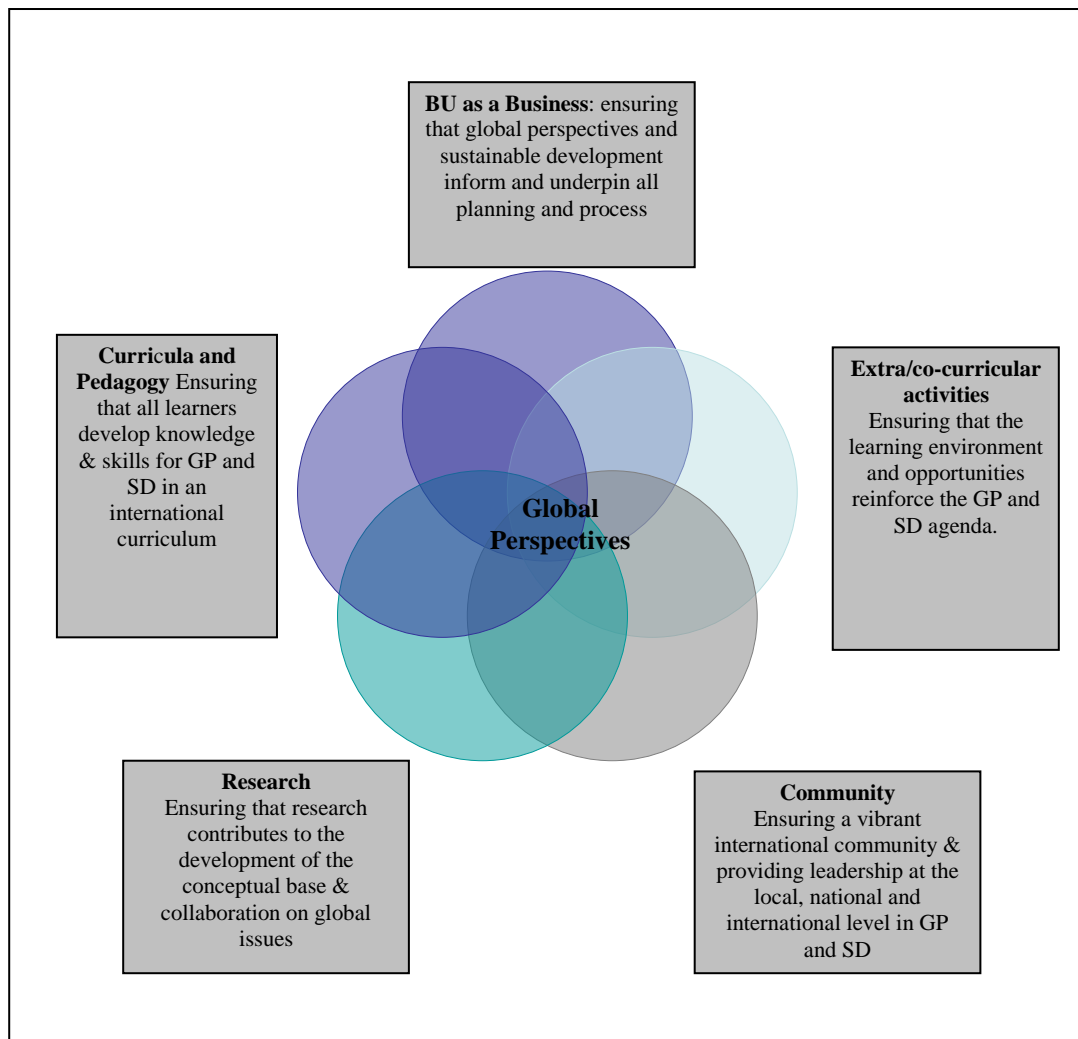 BU as a Business: ensuring
that global perspectives and
sustainable development
inform and underpin all
planning and process
Curricula and
Pedagogy Ensuring
that all learners
develop knowledge
& skills for GP and
SD in an
international
curriculum
Extra/co-curricular
activities
Ensuring that the
learning environment
and opportunities
reinforce the GP and
SD agenda.
Global
Perspectives
Research
Ensuring that research
contributes to the
development of the
conceptual base &
collaboration on global
issues
Community
Ensuring a vibrant
international community &
providing leadership at the
local, national and
international level in GP
and SD